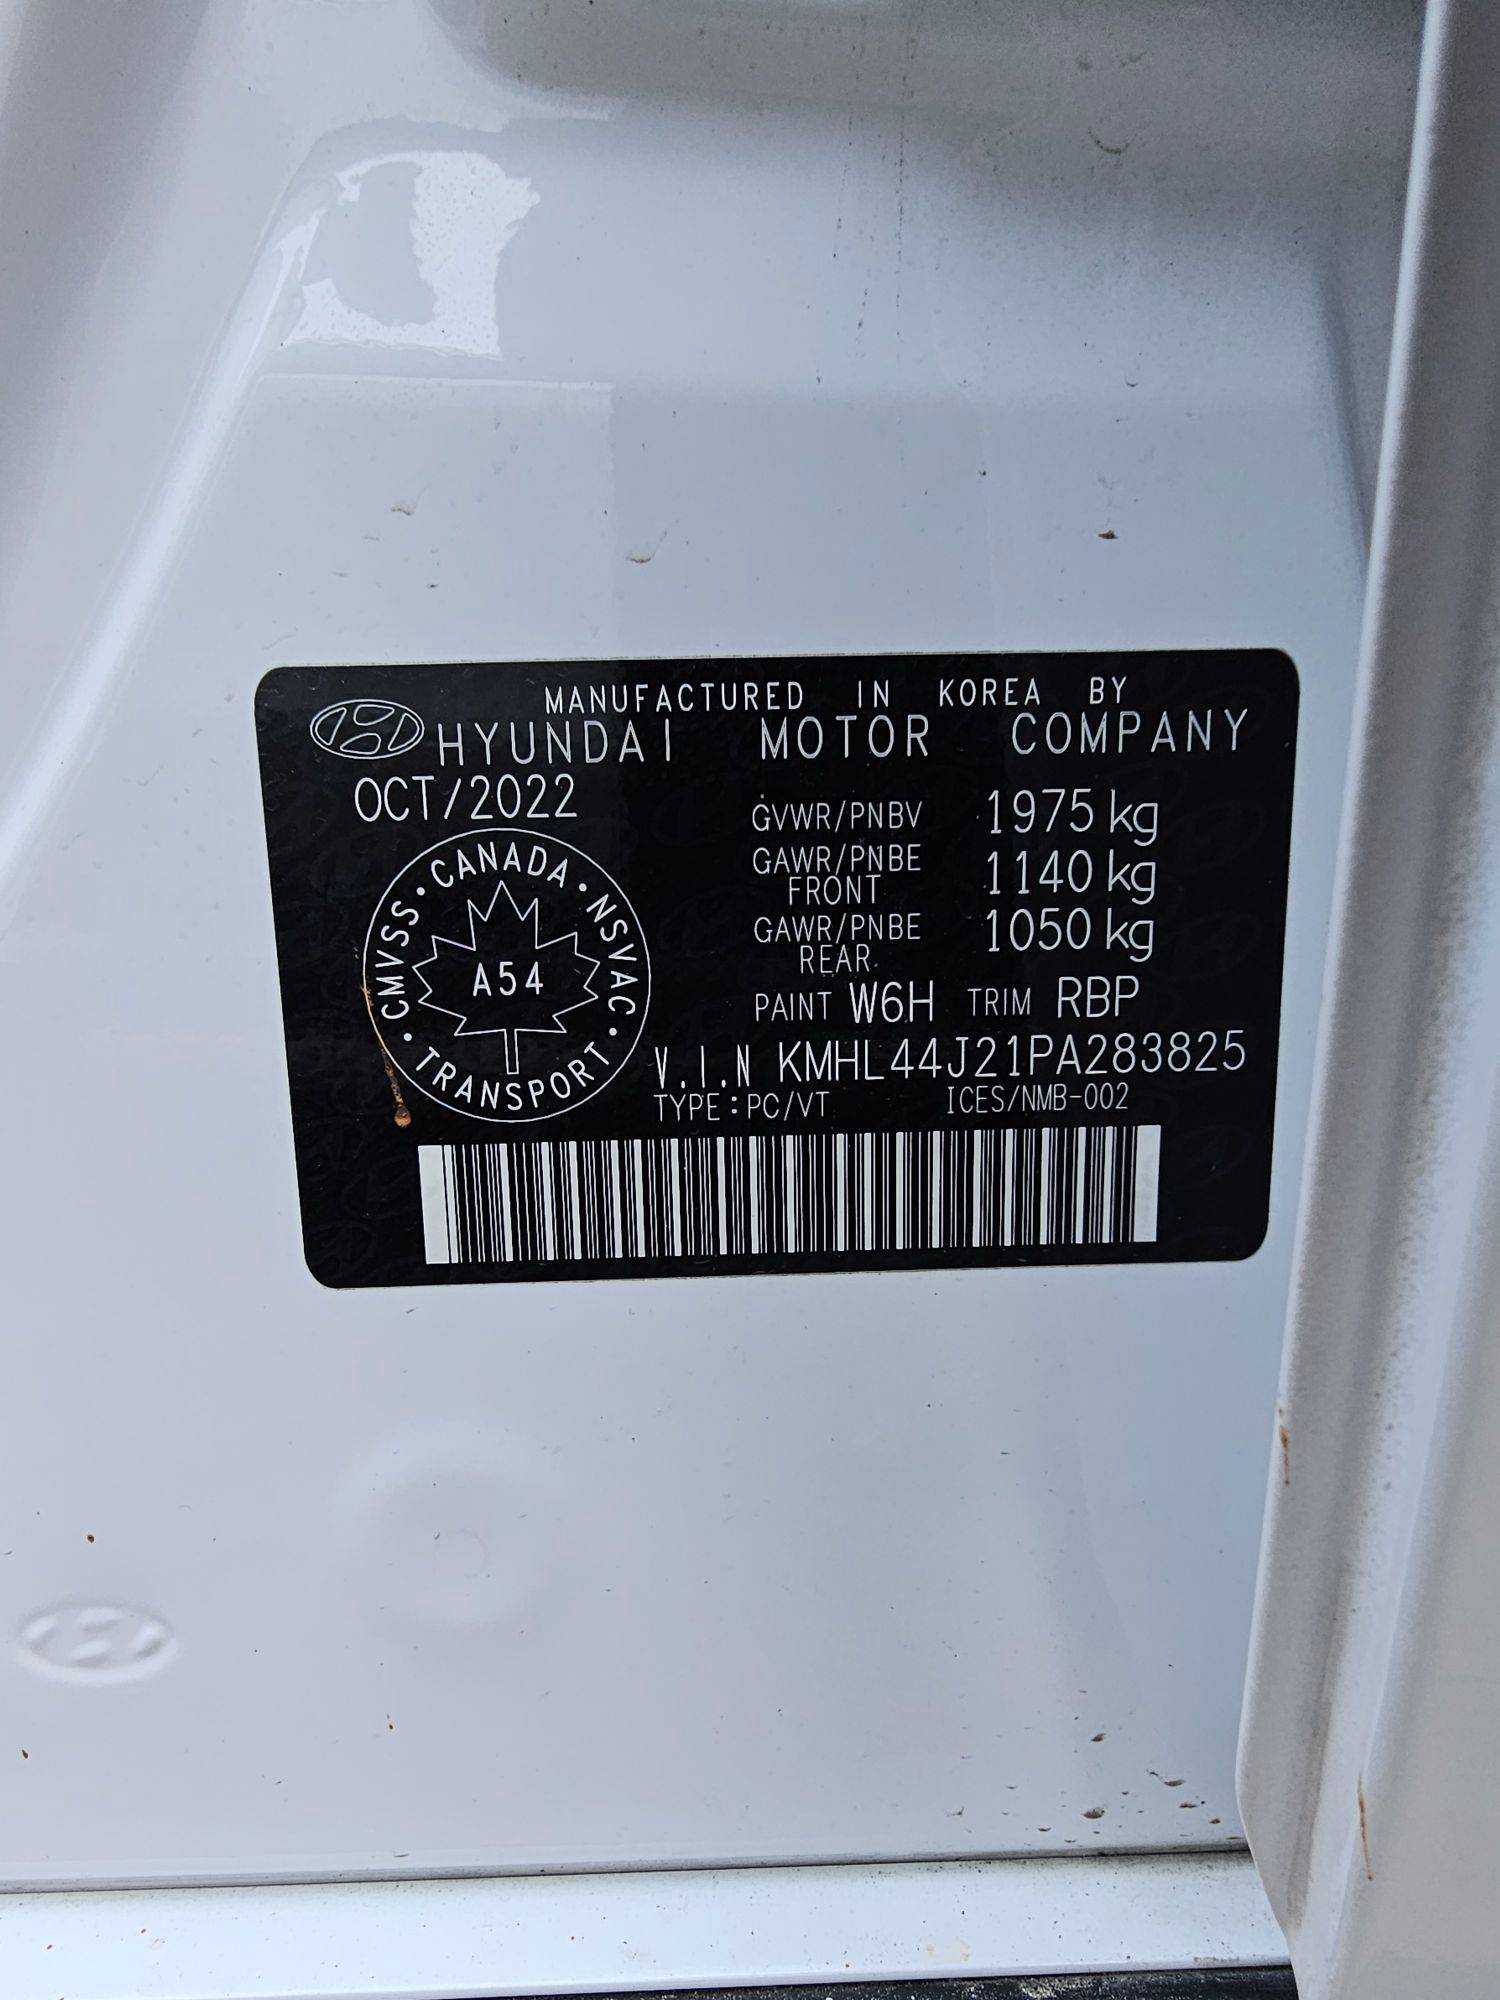 MANUFACTURED IN KOREA BY
HYUNDAI MOTOR COMPANY
OCT/2022
GVWR/PNBV 1975 kg
GAWR/PNBE FRONT 1140 kg
GAWR/PNBE REAR 1050 kg
PAINT W6H TRIM RBP
CANADA • NSVAC • TRANSPORT • CMVSS •
A54
V.I.N KMHL44J21PA283825
TYPE:PC/VT ICES/NMB-002